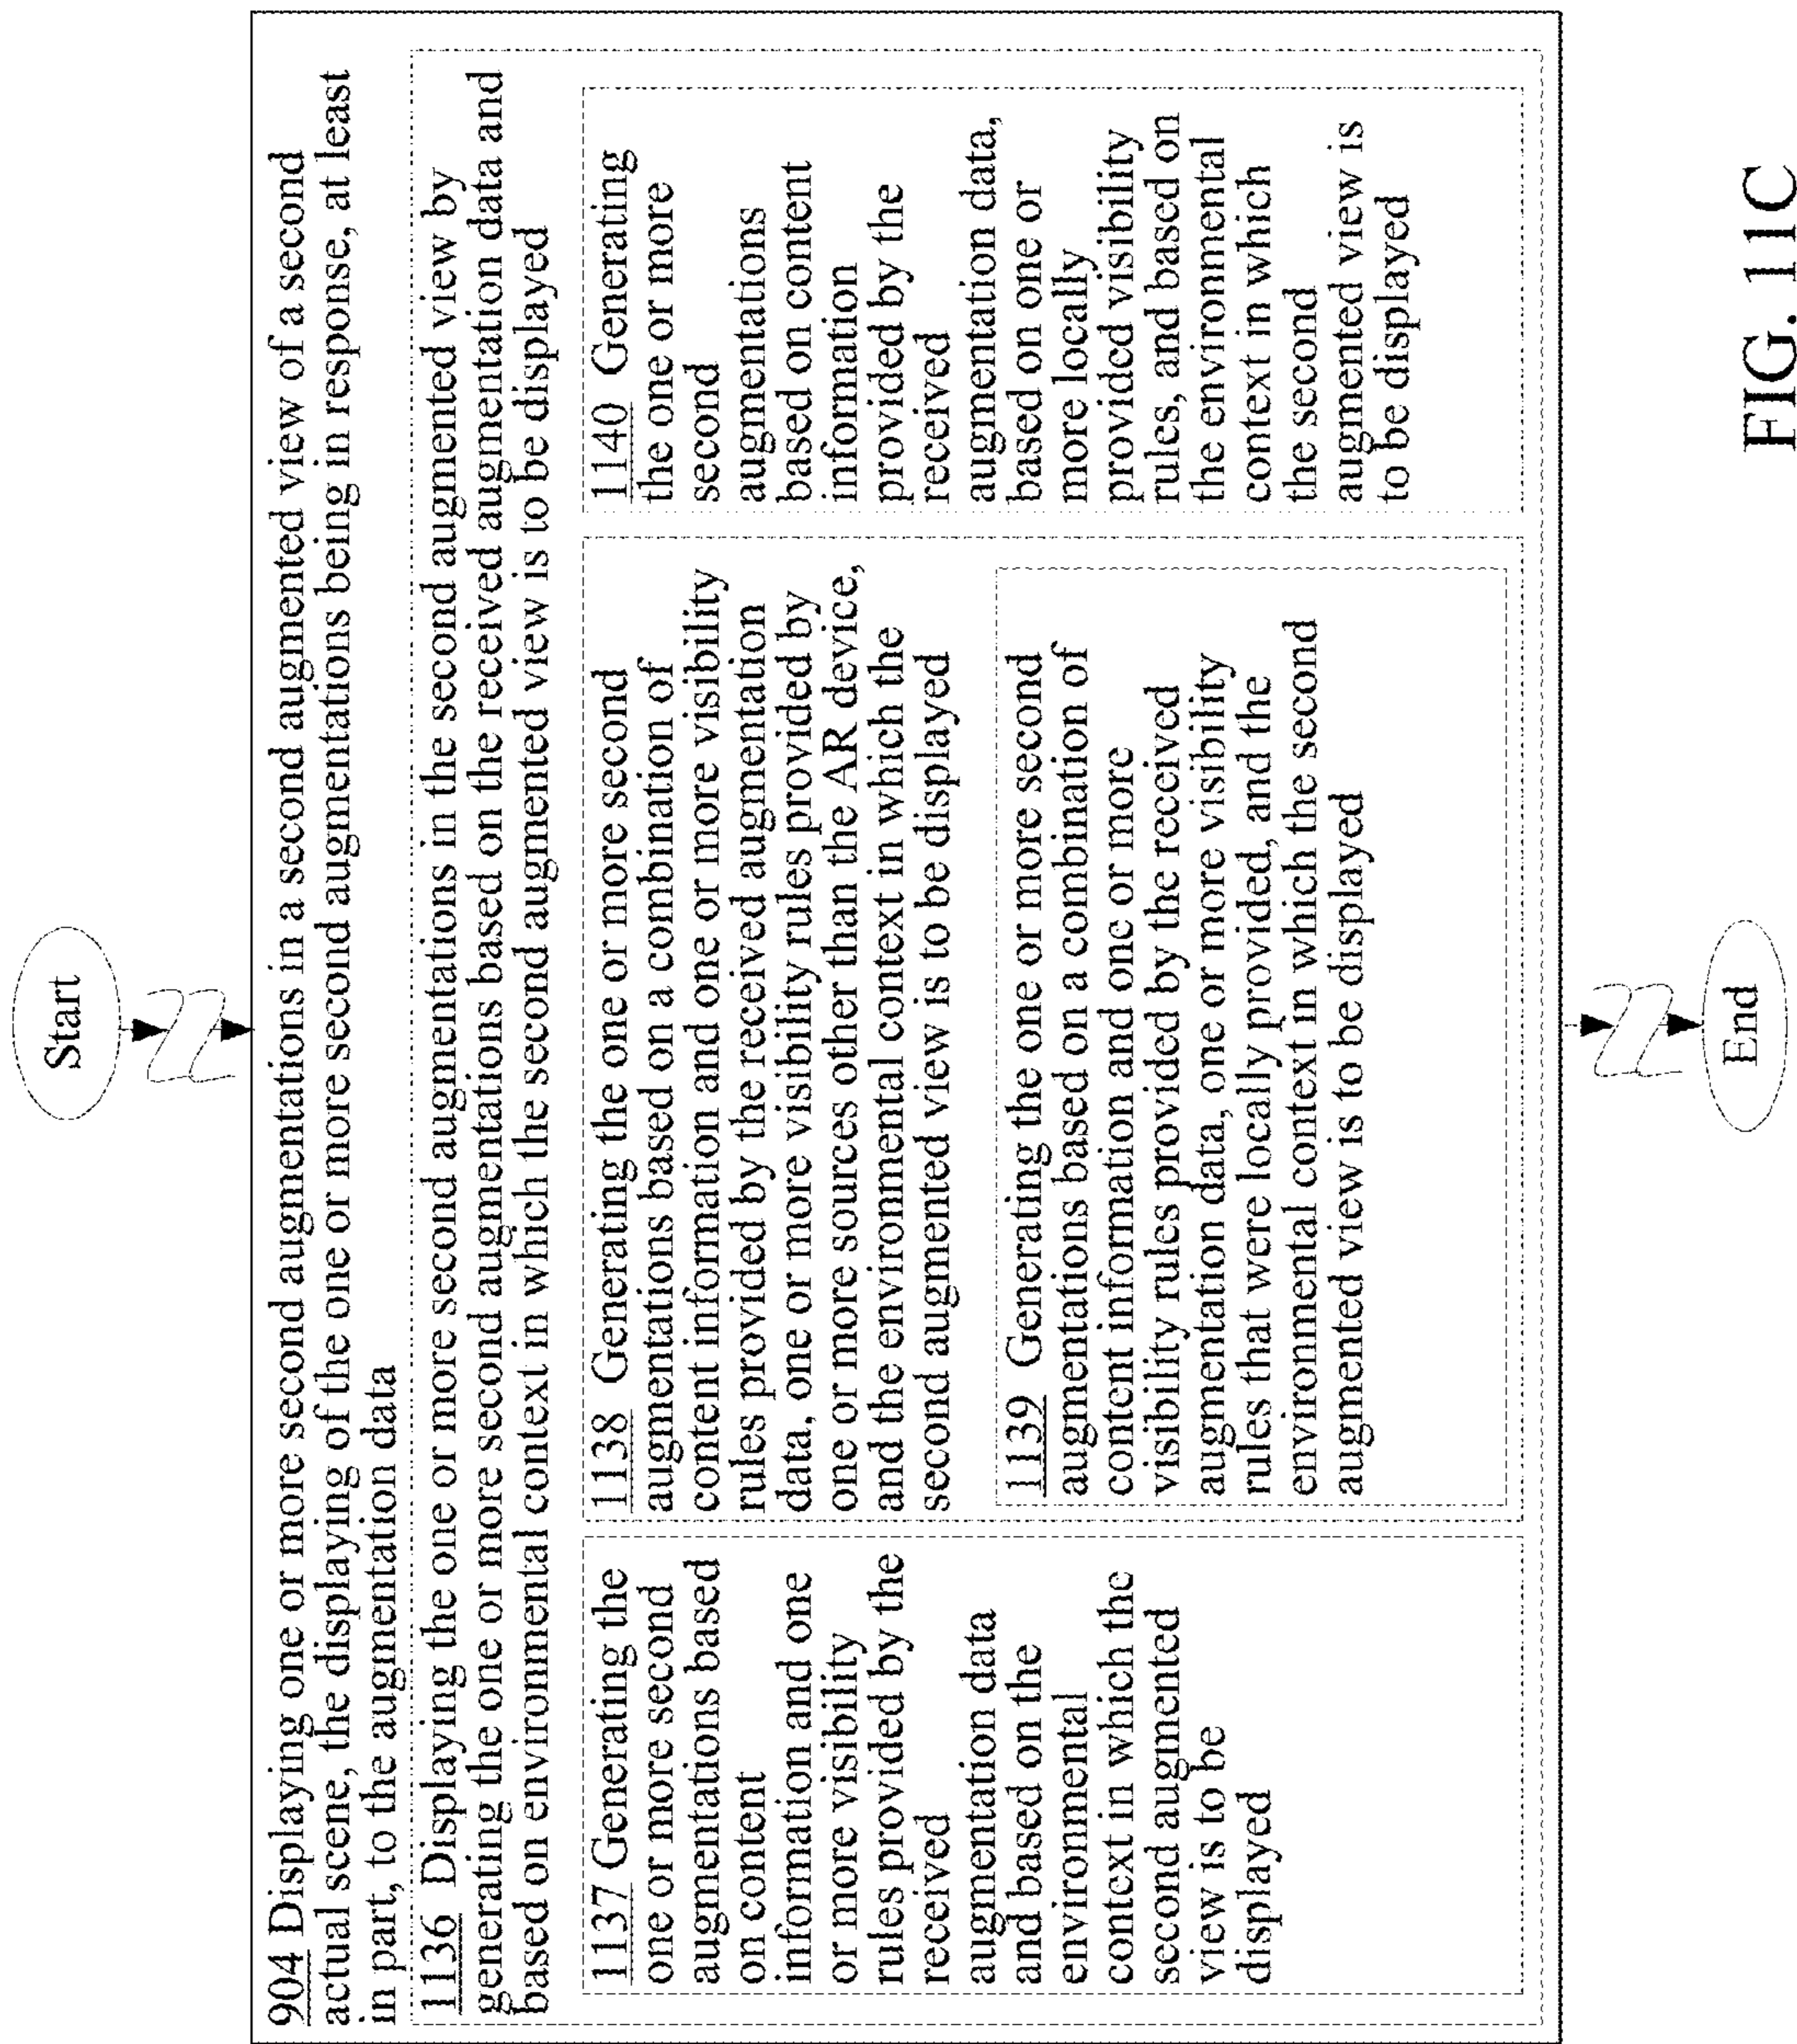 Start
904 Displaying one or more second augmentations in a second augmented view of a second
actual scene, the displaying of the one or more second augmentations being in response, at least
in part, to the augmentation data
1136 Displaying the one or more second augmentations in the second augmented view by
generating the one or more second augmentations based on the received augmentation data and
based on environmental context in which the second augmented view is to be displayed
1137 Generating the
one or more second
augmentations based
on content
information and one
or more visibility
rules provided by the
received
augmentation data
and based on the
environmental
context in which the
second augmented
view is to be
displayed
1138 Generating the one or more second
augmentations based on a combination of
content information and one or more visibility
rules provided by the received augmentation
data, one or more visibility rules provided by
one or more sources other than the AR device,
and the environmental context in which the
second augmented view is to be displayed
1139 Generating the one or more second
augmentations based on a combination of
content information and one or more
visibility rules provided by the received
augmentation data, one or more visibility
rules that were locally provided, and the
environmental context in which the second
augmented view is to be displayed
1140 Generating
the one or more
second
augmentations
based on content
information
provided by the
received
augmentation data,
based on one or
more locally
provided visibility
rules, and based on
the environmental
context in which
the second
augmented view is
to be displayed
End
FIG. 11C